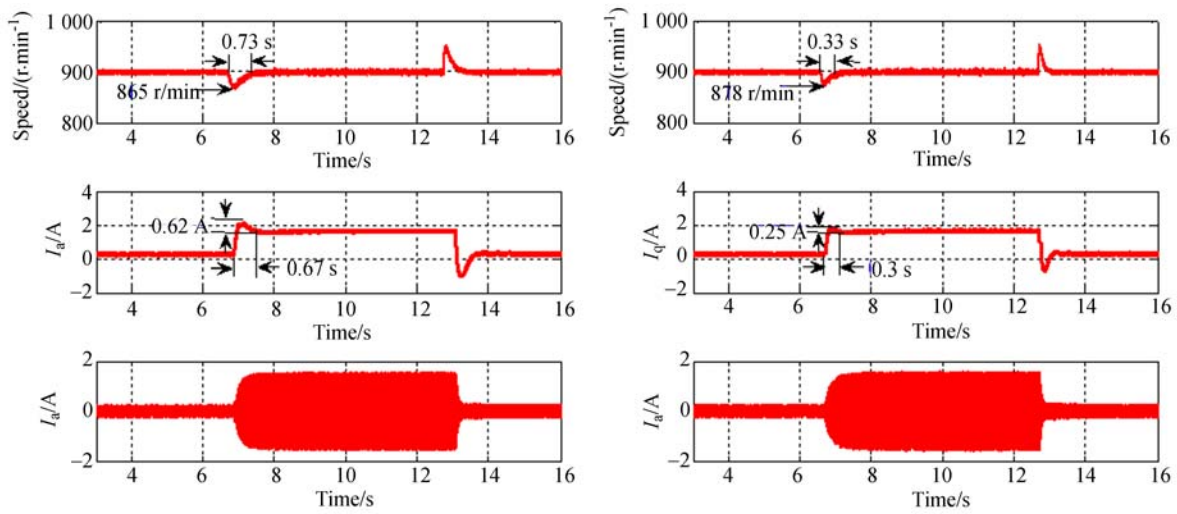 1 000
900
800
Speed/(r·min⁻¹)
0.73 s
865 r/min
4 6 8 10 12 14 16
Time/s
4
2
0
−2
Iₐ/A
0.62 A
0.67 s
4 6 8 10 12 14 16
Time/s
2
0
−2
Iₐ/A
4 6 8 10 12 14 16
Time/s
1 000
900
800
Speed/(r·min⁻¹)
0.33 s
878 r/min
4 6 8 10 12 14 16
Time/s
4
2
0
−2
I_q/A
0.25 A
0.3 s
4 6 8 10 12 14 16
Time/s
2
0
−2
Iₐ/A
4 6 8 10 12 14 16
Time/s